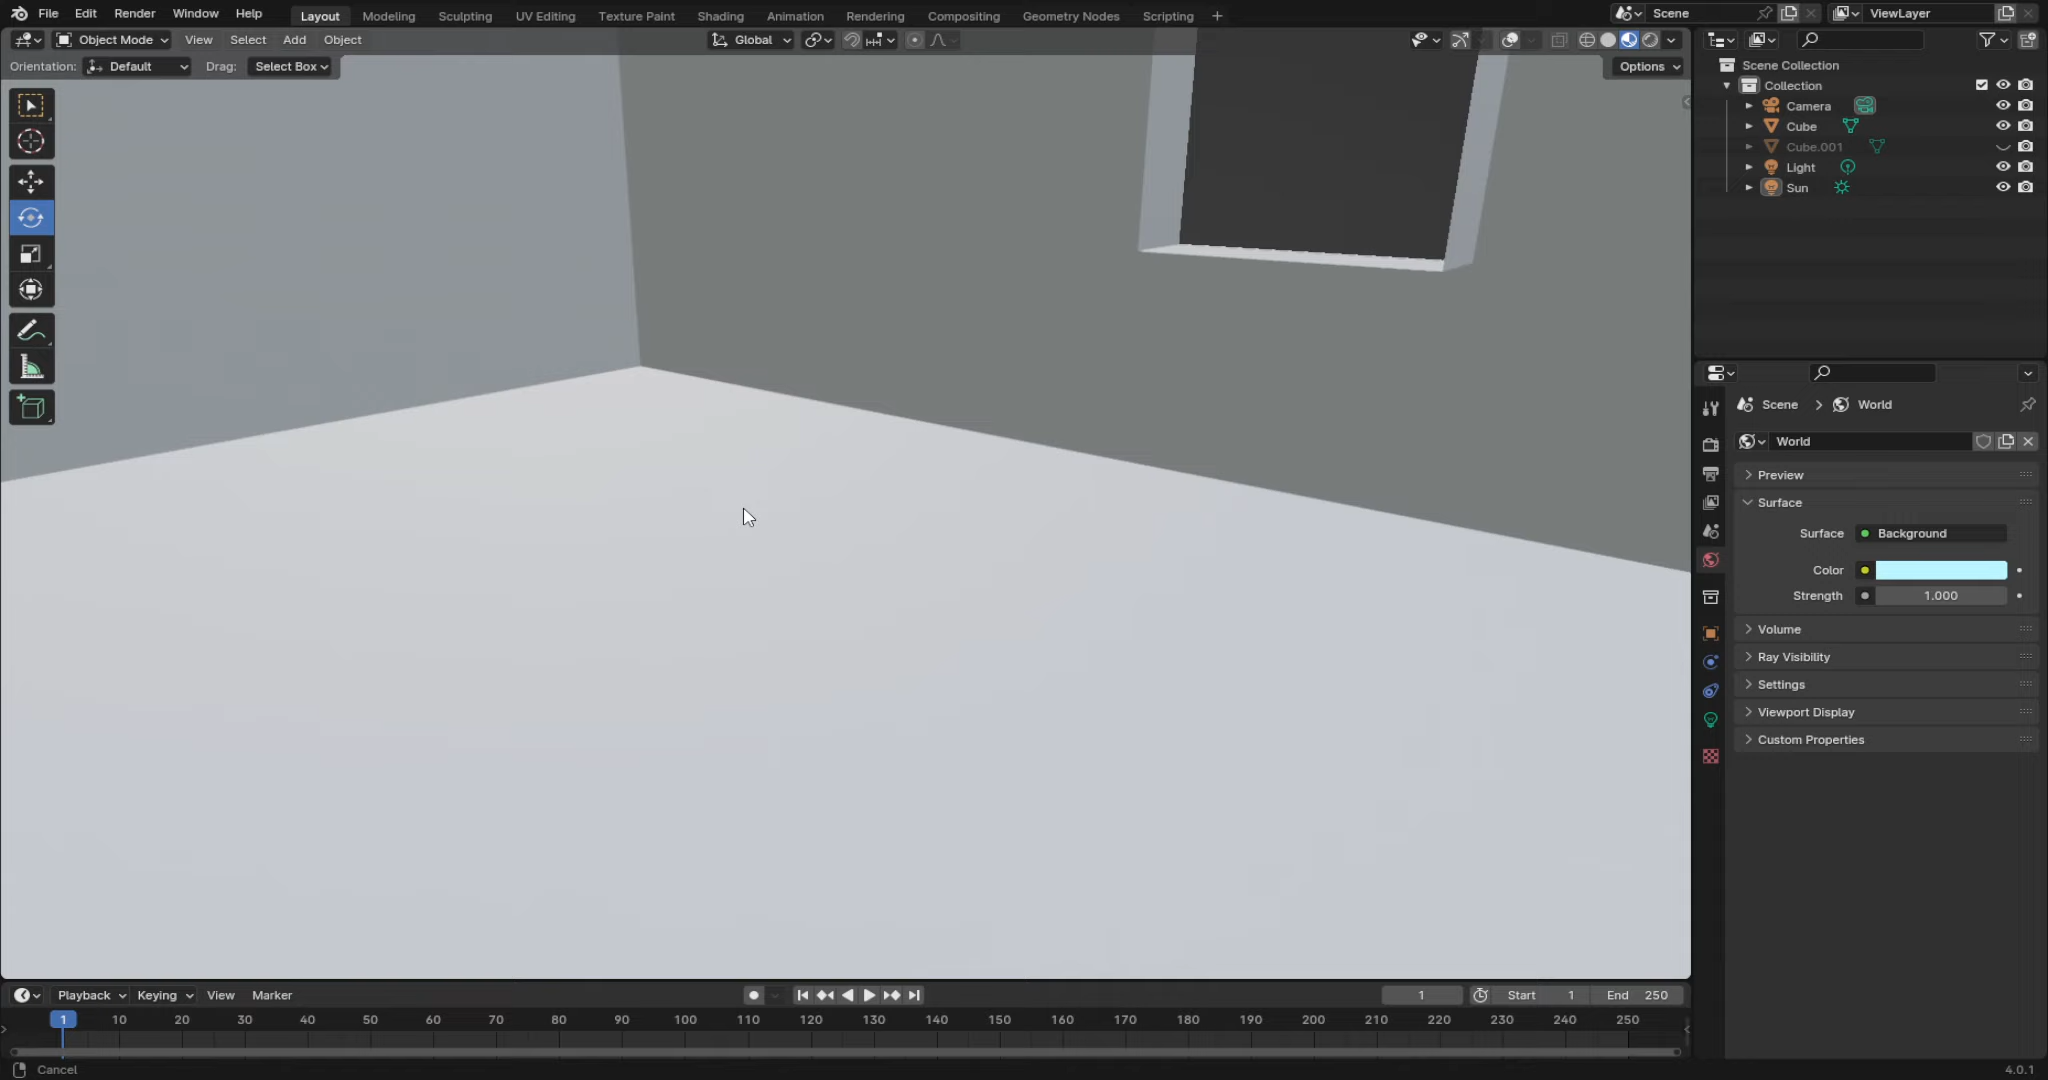 File Edit Render Window Help Layout Modeling Sculpting UV Editing Texture Paint Shading Animation Rendering Compositing Geometry Nodes Scripting + Scene ViewLayer
Object Mode View Select Add Object Global
Orientation: Default Drag: Select Box Options
Scene Collection
Collection
Camera
Cube
Cube.001
Light
Sun
Scene > World
World
Preview
Surface
Surface Background
Color
Strength 1.000
Volume
Ray Visibility
Settings
Viewport Display
Custom Properties
Playback Keying View Marker 1 Start 1 End 250
1 10 20 30 40 50 60 70 80 90 100 110 120 130 140 150 160 170 180 190 200 210 220 230 240 250
Cancel 4.0.1